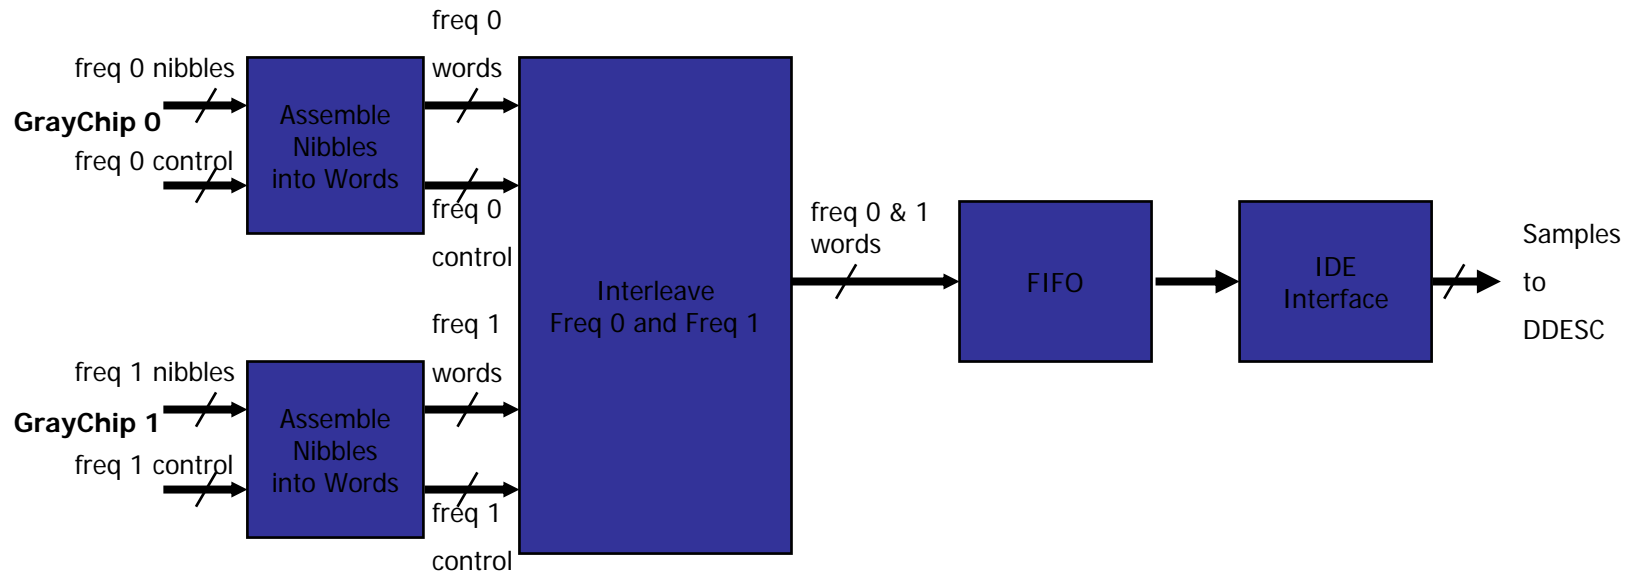 freq 0
words
freq 0 nibbles
GrayChip 0
freq 0 control
Assemble
Nibbles
into Words
freq 0
control
freq 1
words
freq 1 nibbles
GrayChip 1
freq 1 control
Assemble
Nibbles
into Words
freq 1
control
Interleave
Freq 0 and Freq 1
freq 0 & 1
words
FIFO
IDE
Interface
Samples
to
DDESC